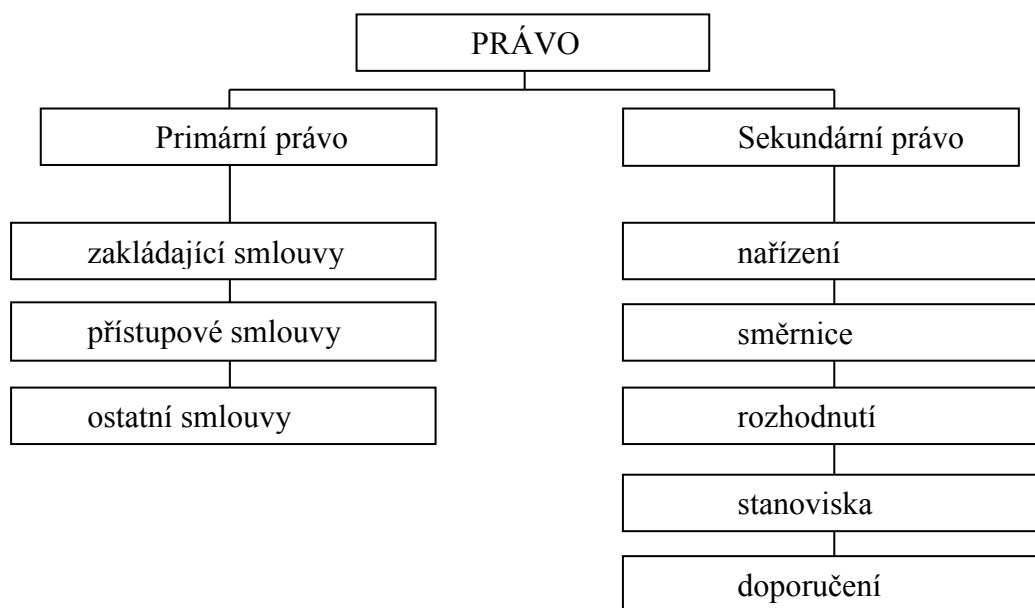 PRÁVO
Primární právo
Sekundární právo
zakládající smlouvy
přístupové smlouvy
ostatní smlouvy
nařízení
směrnice
rozhodnutí
stanoviska
doporučení